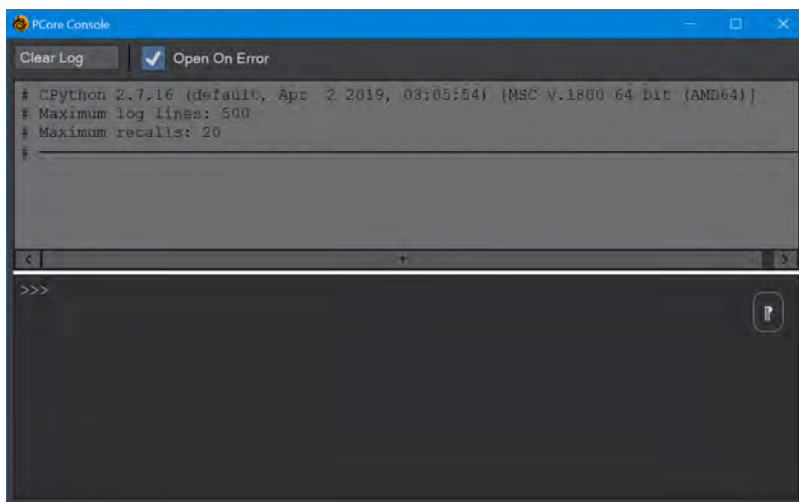 PCore Console
Clear Log
Open On Error
# CPython 2.7.16 (default, Apr  2 2019, 03:05:54) [MSC v.1800 64 bit (AMD64)]
# Maximum log lines: 500
# Maximum recalls: 20
#
>>>